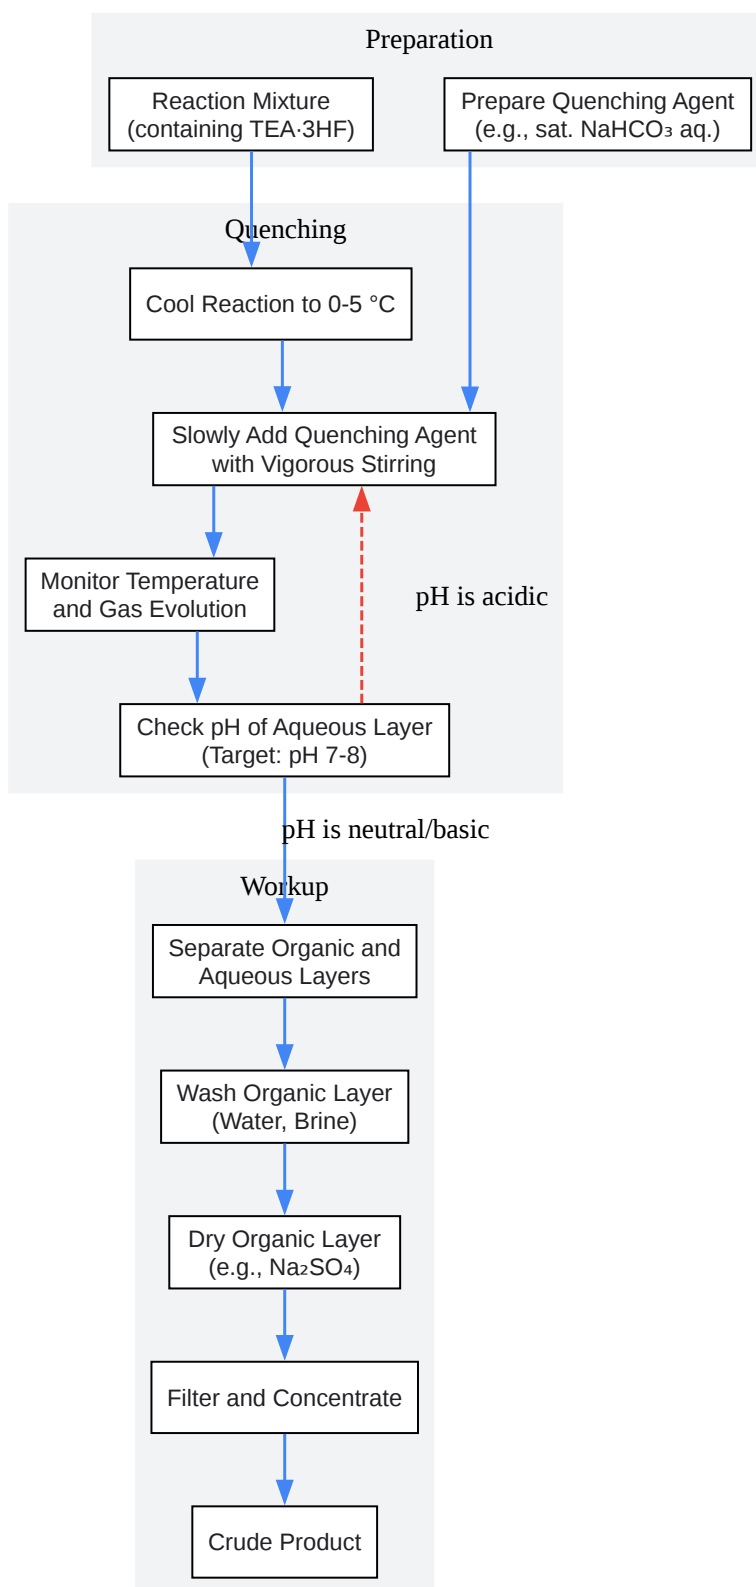 Preparation
Reaction Mixture
(containing TEA·3HF)
Prepare Quenching Agent
(e.g., sat. NaHCO₃ aq.)
Quenching
Cool Reaction to 0-5 °C
Slowly Add Quenching Agent
with Vigorous Stirring
Monitor Temperature
and Gas Evolution
pH is acidic
Check pH of Aqueous Layer
(Target: pH 7-8)
pH is neutral/basic
Workup
Separate Organic and
Aqueous Layers
Wash Organic Layer
(Water, Brine)
Dry Organic Layer
(e.g., Na₂SO₄)
Filter and Concentrate
Crude Product